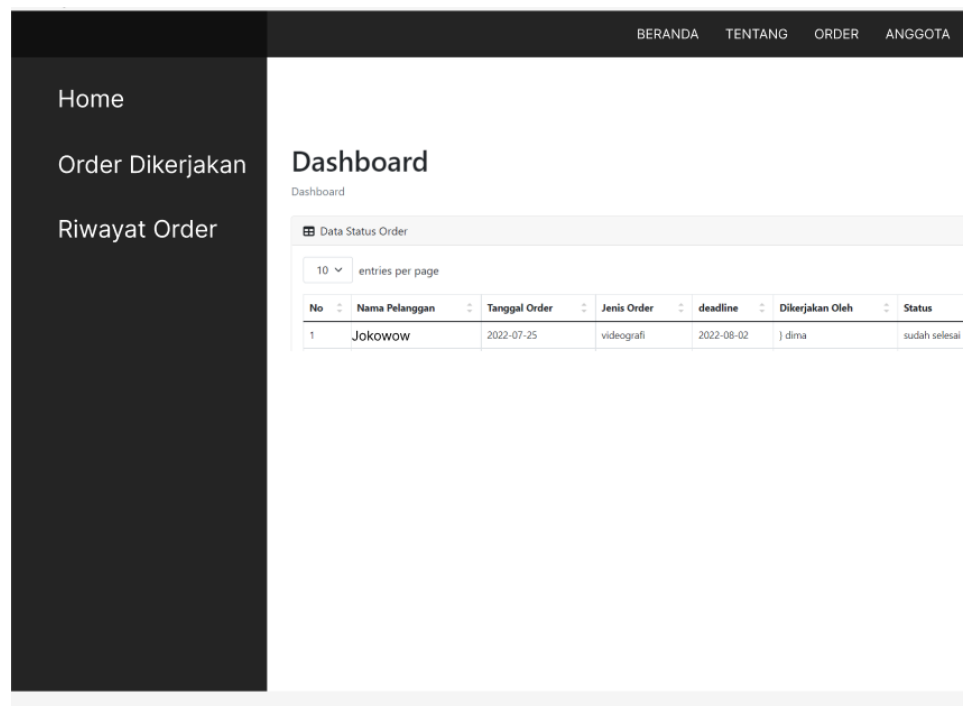 BERANDA TENTANG ORDER ANGGOTA
Home
Order Dikerjakan
Riwayat Order
Dashboard
Dashboard
Data Status Order
10 entries per page
No Nama Pelanggan Tanggal Order Jenis Order deadline Dikerjakan Oleh Status
1 Jokowow 2022-07-25 videografi 2022-08-02 ) dima sudah selesai